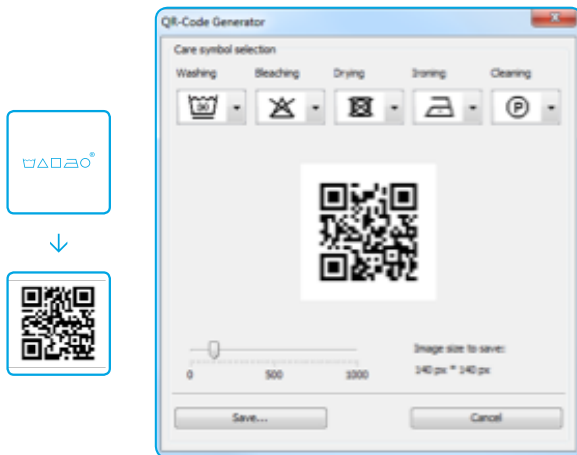 QR-Code Generator
Care symbol selection
Washing Bleaching Drying Ironing Cleaning
P
®
Image size to save:
0 500 1000
140 px * 140 px
Save... Cancel